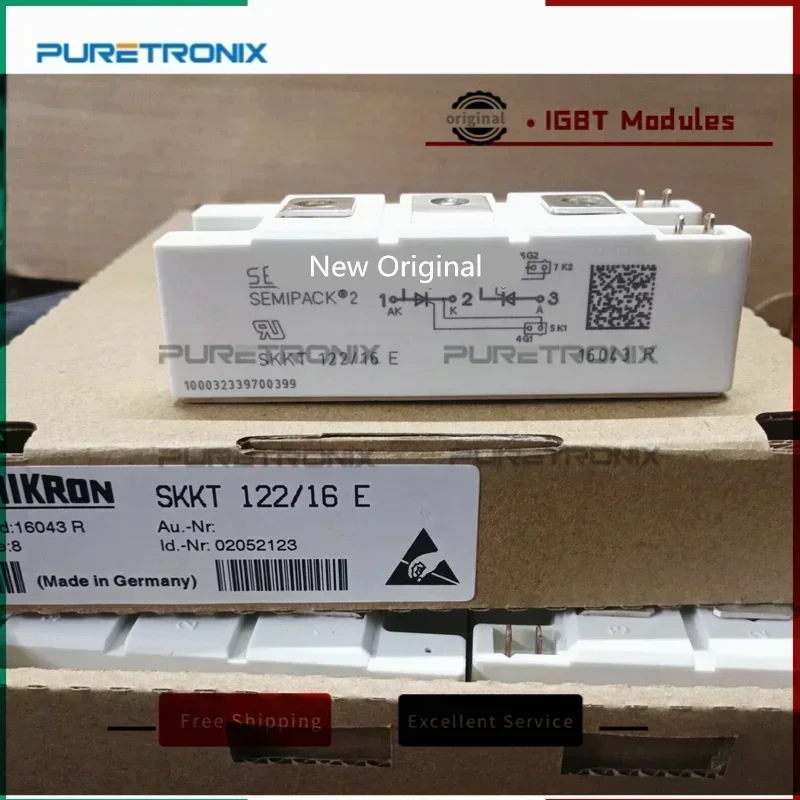 PURETRONIX
original
• IGBT Modules
New Original
SE
SEMIPACK®2
G2
7 K2
1 2 3
AK K A
5 K1
4G1
PURETRONIX PURETRONIX
SKKT 122/16 E
16043 R
100032339700399
PURETRONIX PURETRONIX
MIKRON
SKKT 122/16 E
d:16043 R
Au.-Nr:
e:8
Id.-Nr: 02052123
(Made in Germany)
Free Shipping
Excellent Service